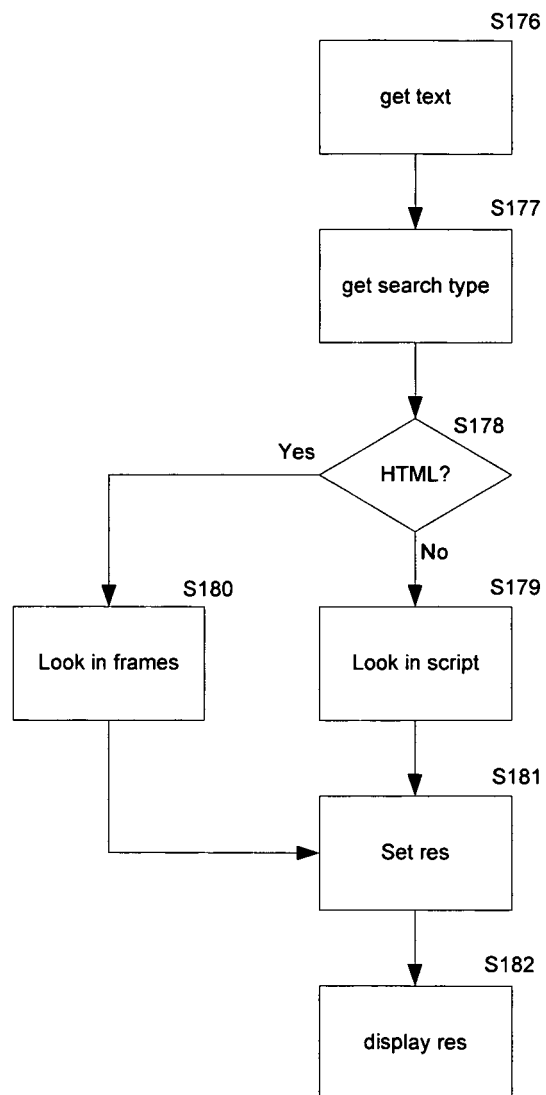 S176
get text
S177
get search type
S178
Yes
HTML?
No
S180
S179
Look in frames
Look in script
S181
Set res
S182
display res